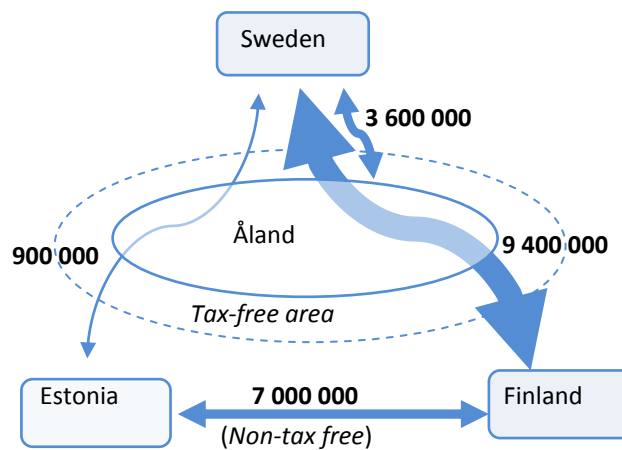 Sweden
3 600 000
Åland
900 000
9 400 000
Tax-free area
Estonia
7 000 000
Finland
(Non-tax free)